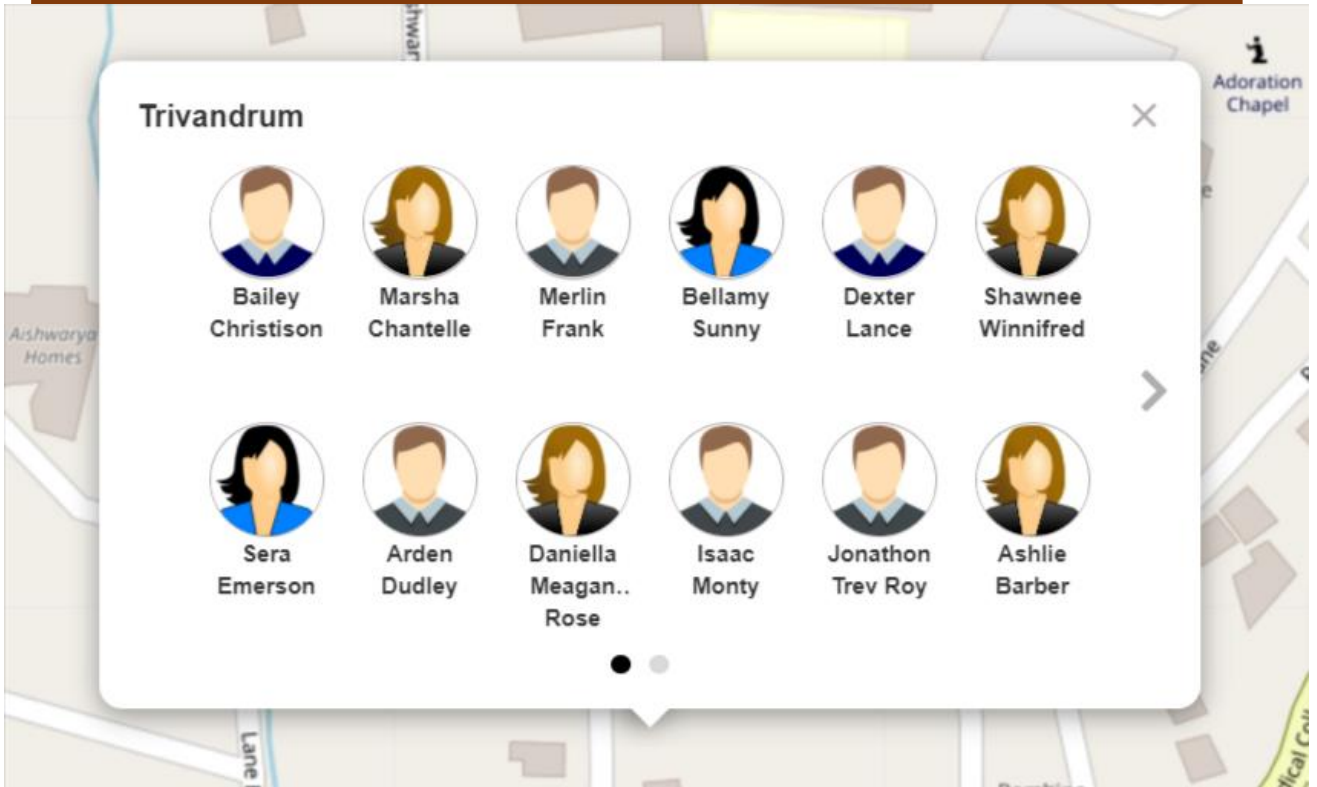 Adoration
Chapel
Trivandrum
Bailey
Christison
Marsha
Chantelle
Merlin
Frank
Bellamy
Sunny
Dexter
Lance
Shawnee
Winnifred
Aishwarya
Homes
Sera
Emerson
Arden
Dudley
Daniella
Meagan..
Rose
Isaac
Monty
Jonathon
Trev Roy
Ashlie
Barber
Lane